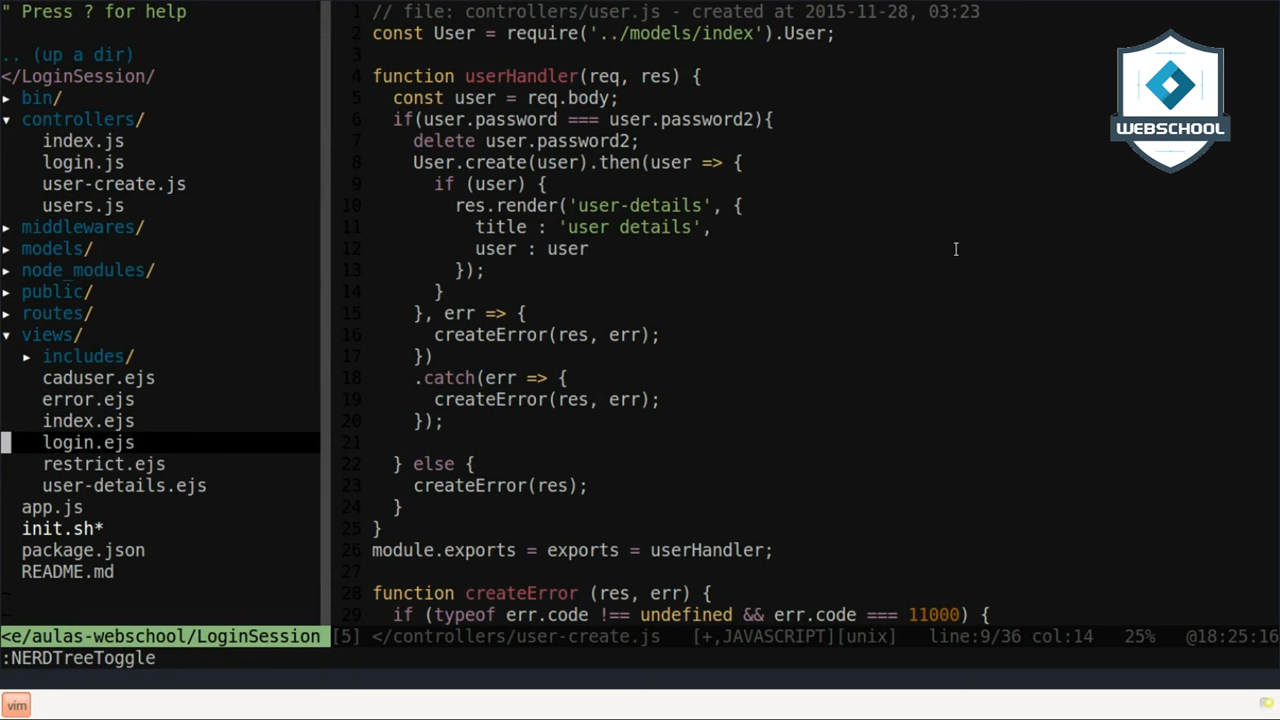 " Press ? for help
.. (up a dir)
</LoginSession/
▸ bin/
▾ controllers/
index.js
login.js
user-create.js
users.js
▸ middlewares/
▸ models/
▸ node_modules/
▸ public/
▸ routes/
▾ views/
▸ includes/
caduser.ejs
error.ejs
index.ejs
login.ejs
restrict.ejs
user-details.ejs
app.js
init.sh*
package.json
README.md
~
~
<e/aulas-webschool/LoginSession
1 // file: controllers/user.js - created at 2015-11-28, 03:23
2 const User = require('../models/index').User;
3
4 function userHandler(req, res) {
5 const user = req.body;
6 if(user.password === user.password2){
7 delete user.password2;
8 User.create(user).then(user => {
9 if (user) {
10 res.render('user-details', {
11 title : 'user details',
12 user : user
13 });
14 }
15 }, err => {
16 createError(res, err);
17 })
18 .catch(err => {
19 createError(res, err);
20 });
21
22 } else {
23 createError(res);
24 }
25 }
26 module.exports = exports = userHandler;
27
28 function createError (res, err) {
29 if (typeof err.code !== undefined && err.code === 11000) {
[5] </controllers/user-create.js [+,JAVASCRIPT][unix] line:9/36 col:14 25% @18:25:16
:NERDTreeToggle
WEBSCHOOL
vim